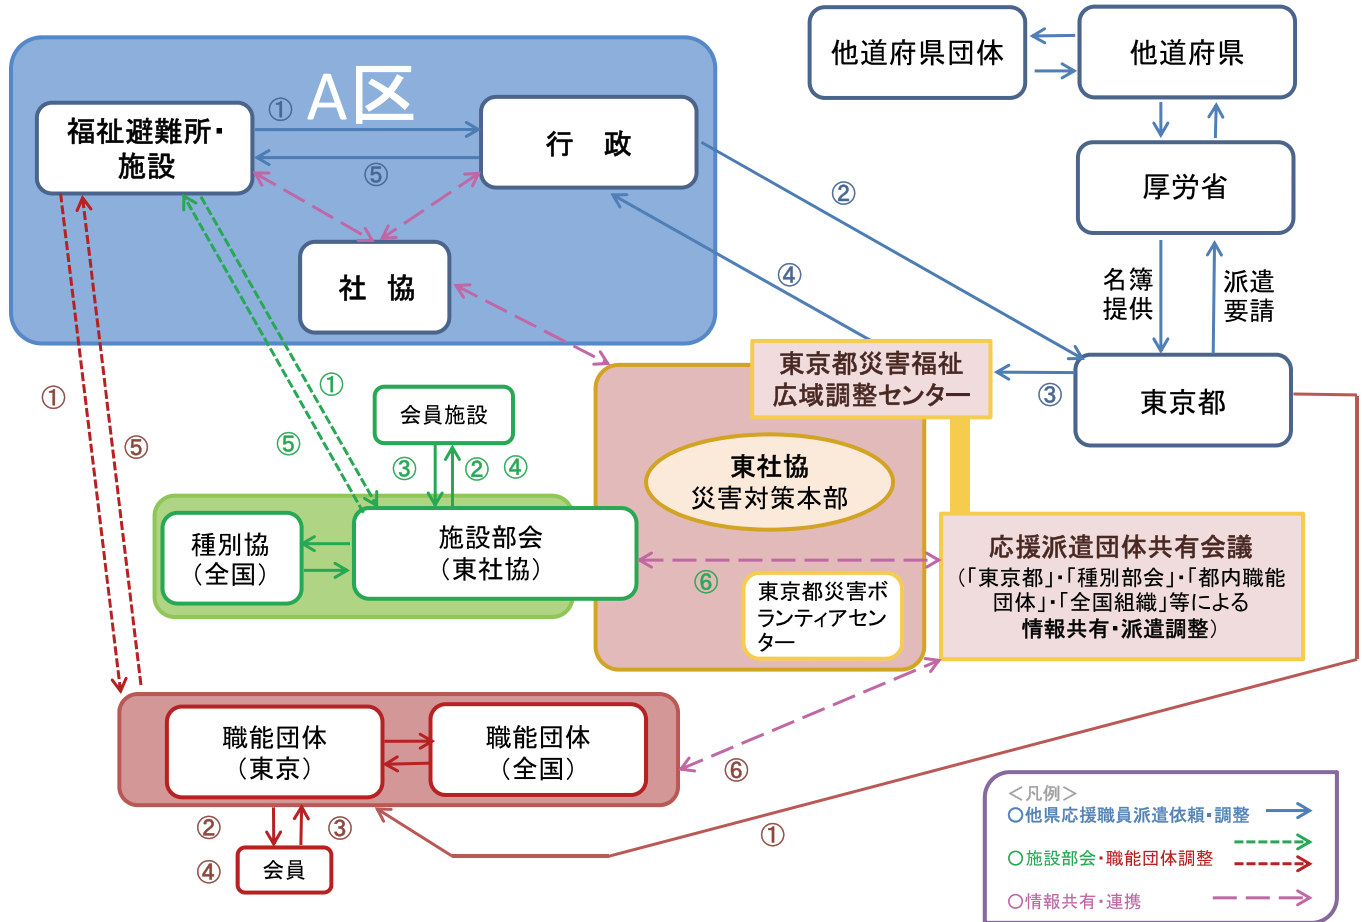 A区
福祉避難所・
施設
①
⑤
行　政
社　協
他道府県団体
他道府県
厚労省
名簿
提供
派遣
要請
②
④
東京都災害福祉
広域調整センター
③
東京都
①
⑤
①
⑤
会員施設
③
②
④
東社協
災害対策本部
種別協
（全国）
施設部会
（東社協）
⑥
東京都災害ボ
ランティアセン
ター
応援派遣団体共有会議
（「東京都」・「種別部会」・「都内職能
団体」・「全国組織」等による
情報共有・派遣調整）
職能団体
（東京）
職能団体
（全国）
⑥
②
③
④
会員
①
＜凡例＞
○他県応援職員派遣依頼・調整
○施設部会・職能団体調整
○情報共有・連携